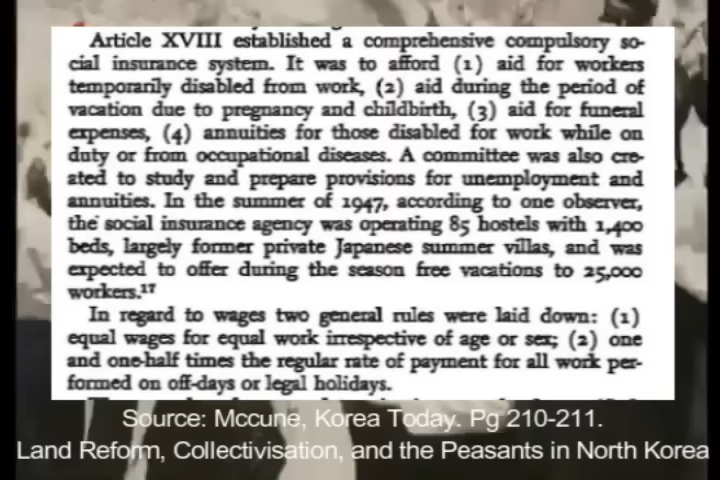 Article XVIII established a comprehensive compulsory so-
cial insurance system. It was to afford (1) aid for workers
temporarily disabled from work, (2) aid during the period of
vacation due to pregnancy and childbirth, (3) aid for funeral
expenses, (4) annuities for those disabled for work while on
duty or from occupational diseases. A committee was also cre-
ated to study and prepare provisions for unemployment and
annuities. In the summer of 1947, according to one observer,
the social insurance agency was operating 85 hostels with 1,400
beds, largely former private Japanese summer villas, and was
expected to offer during the season free vacations to 25,000
workers.17
In regard to wages two general rules were laid down: (1)
equal wages for equal work irrespective of age or sex; (2) one
and one-half times the regular rate of payment for all work per-
formed on off-days or legal holidays.
Source: Mccune, Korea Today. Pg 210-211.
Land Reform, Collectivisation, and the Peasants in North Korea